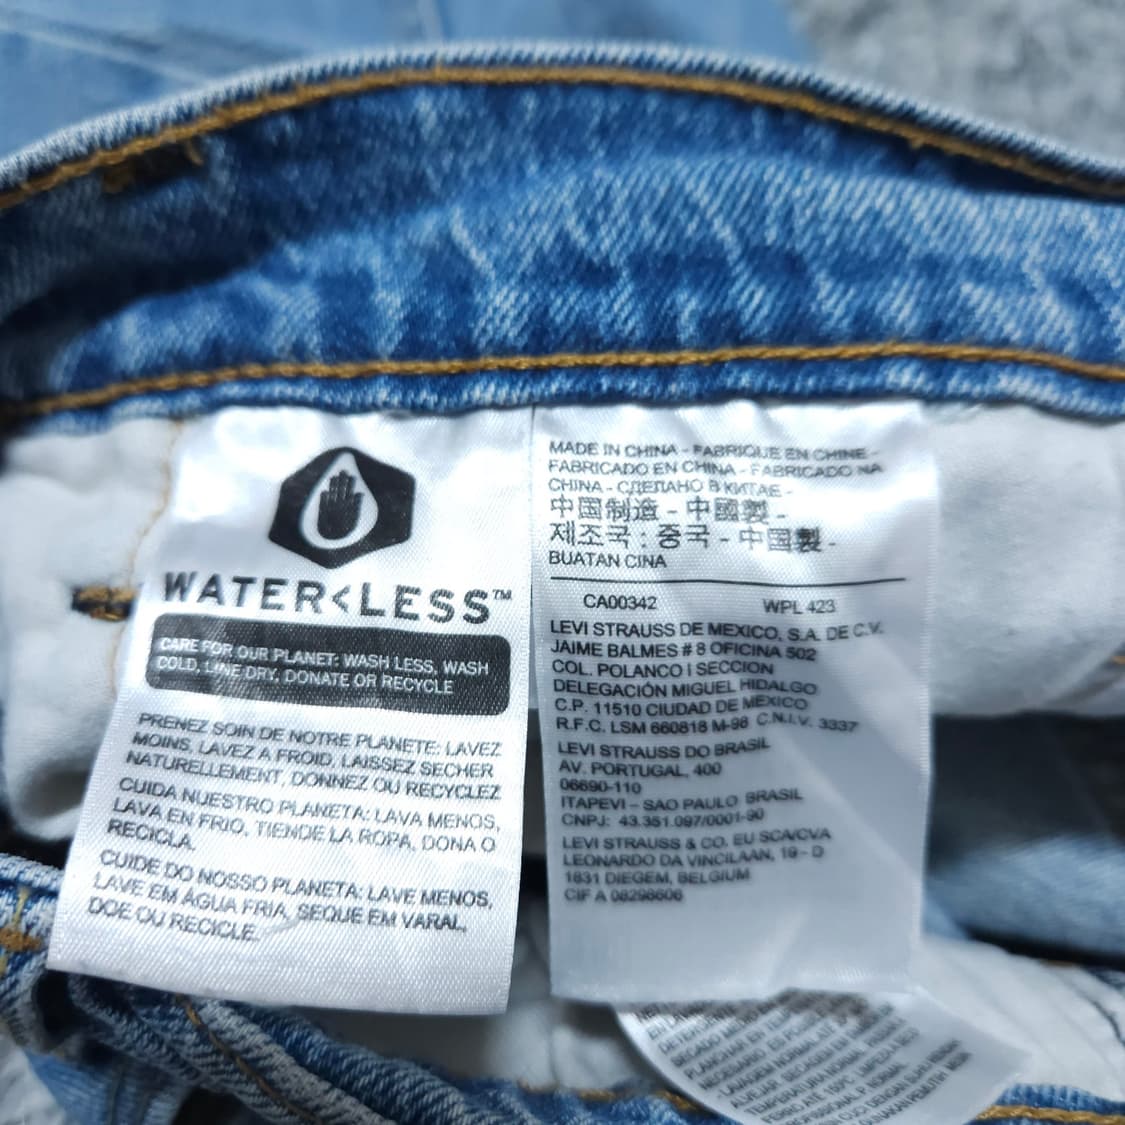 WATER<LESS™
CARE FOR OUR PLANET: WASH LESS, WASH
COLD, LINE DRY, DONATE OR RECYCLE
PRENEZ SOIN DE NOTRE PLANETE: LAVEZ
MOINS, LAVEZ A FROID, LAISSEZ SECHER
NATURELLEMENT, DONNEZ OU RECYCLEZ
CUIDA NUESTRO PLANETA: LAVA MENOS,
LAVA EN FRIO, TIENDE LA ROPA, DONA O
RECICLA.
CUIDE DO NOSSO PLANETA: LAVE MENOS,
LAVE EM ÁGUA FRIA, SEQUE EM VARAL,
DOE OU RECICLE.
MADE IN CHINA - FABRIQUE EN CHINE -
FABRICADO EN CHINA - FABRICADO NA
CHINA - СДЕЛАНО В КИТАЕ -
中国制造 - 中國製 -
제조국 : 중국 - 中国製 -
BUATAN CINA
CA00342 WPL 423
LEVI STRAUSS DE MEXICO, S.A. DE C.V.
JAIME BALMES # 8 OFICINA 502
COL. POLANCO I SECCION
DELEGACIÓN MIGUEL HIDALGO
C.P. 11510 CIUDAD DE MÉXICO
R.F.C. LSM 660818 M-98 C.N.I.V. 3337
LEVI STRAUSS DO BRASIL
AV. PORTUGAL, 400
06690-110
ITAPEVI - SAO PAULO BRASIL
CNPJ: 43.351.097/0001-90
LEVI STRAUSS & CO. EU SCA/CVA
LEONARDO DA VINCILAAN, 19 - D
1831 DIEGEM, BELGIUM
CIF A 08298606